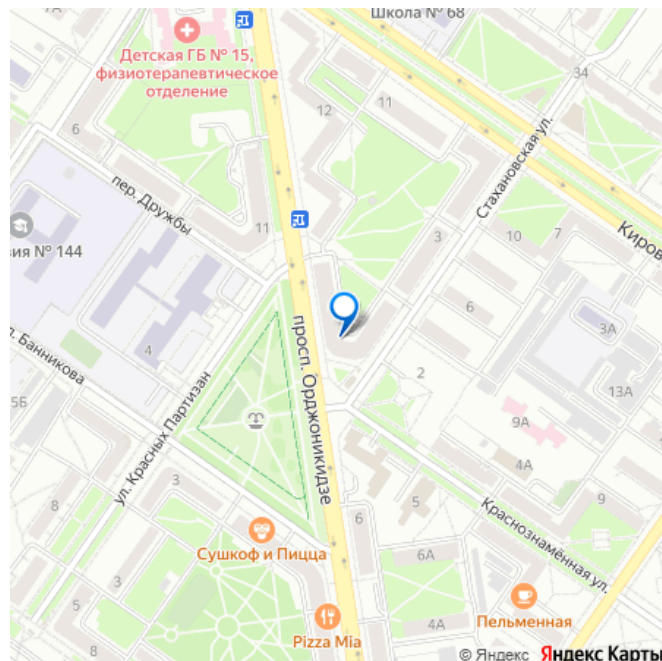 7А
Школа № 68
Детская ГБ № 15,
физиотерапевтическое
отделение
34
12
11
6
Стахановская ул.
пер. Дружбы
11
3
10
7
Киров
ия № 144
6
3А
просп. Орджоникидзе
4
2
13А
. Банникова
5Б
ул. Красных Партизан
9А
4А
3
9
8
5
Краснознамённая ул.
6
Сушкоф и Пицца
5
3
6А
Пельменная
4А
8
Pizza Mia
© Яндекс Яндекс Карты